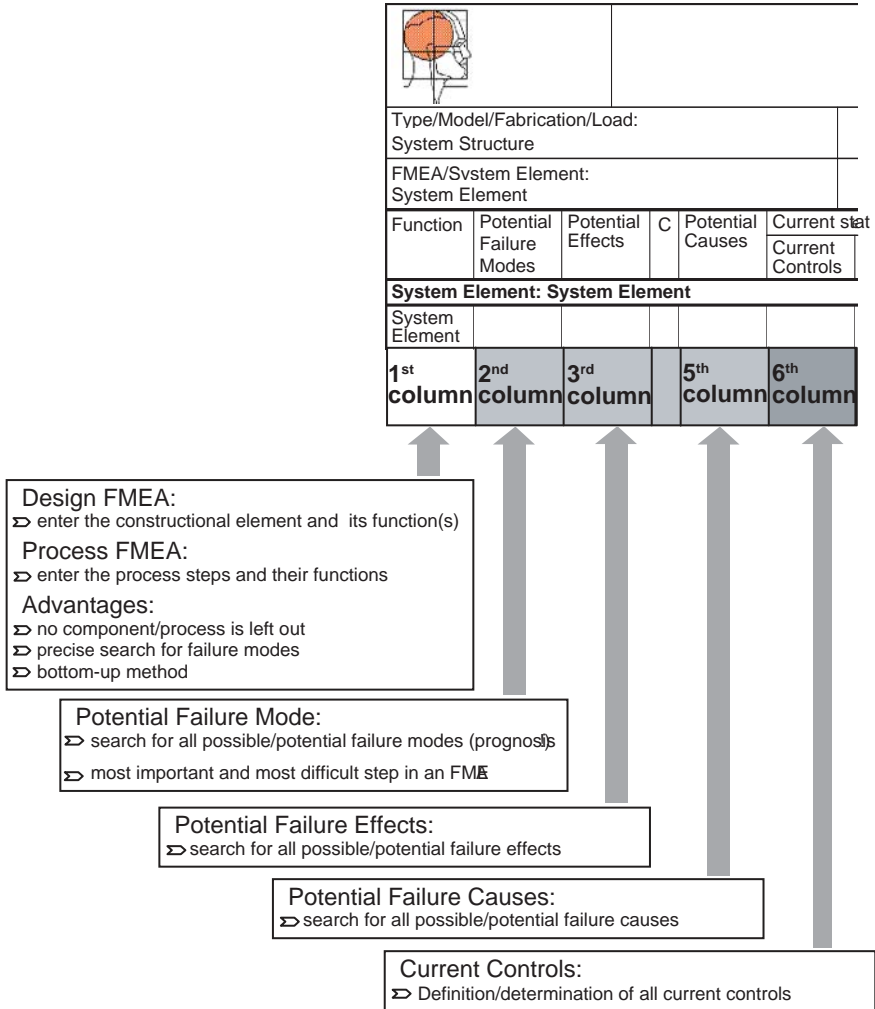 Type/Model/Fabrication/Load:
System Structure
FMEA/System Element:
System Element
Function
Potential
Failure
Modes
Potential
Effects
C
Potential
Causes
Current stat
Current
Controls
System Element: System Element
System
Element
1st
column
2nd
column
3rd
column
5th
column
6th
column
Design FMEA:
enter the constructional element and its function(s)
Process FMEA:
enter the process steps and their functions
Advantages:
no component/process is left out
precise search for failure modes
bottom-up method
Potential Failure Mode:
search for all possible/potential failure modes (prognosis)
most important and most difficult step in an FMEA
Potential Failure Effects:
search for all possible/potential failure effects
Potential Failure Causes:
search for all possible/potential failure causes
Current Controls:
Definition/determination of all current controls